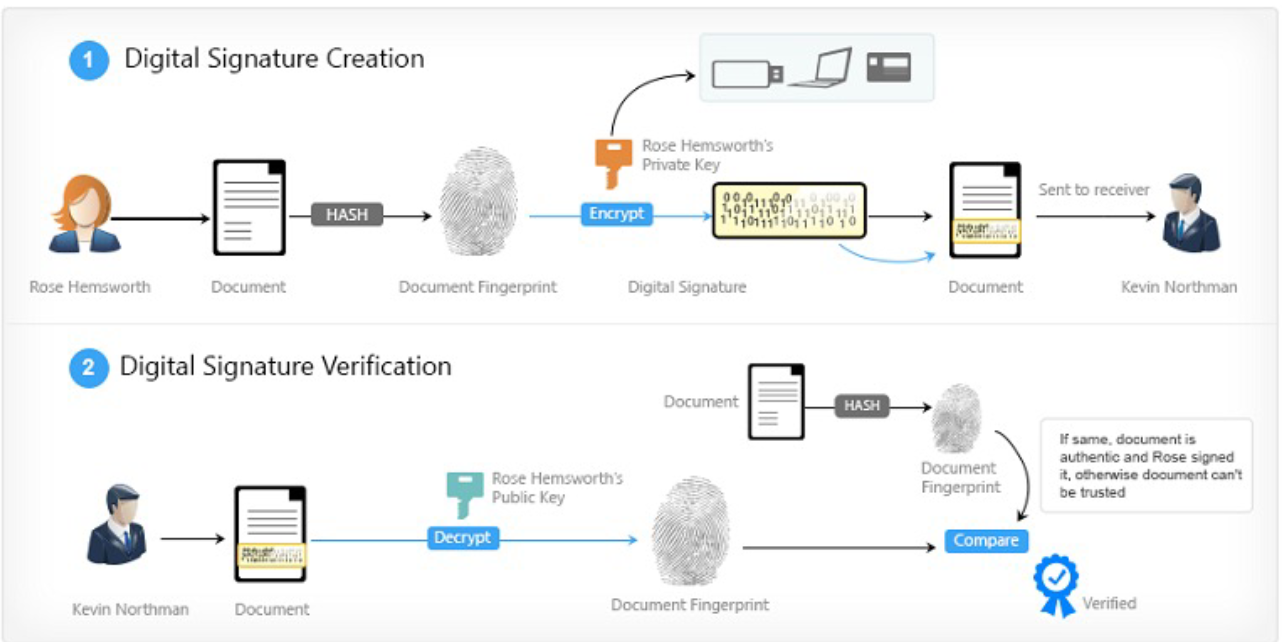 1 Digital Signature Creation
Rose Hemsworth's
Private Key
HASH
Encrypt
Sent to receiver
Rose Hemsworth
Document
Document Fingerprint
Digital Signature
Document
Kevin Northman
2 Digital Signature Verification
Document
HASH
Document
Fingerprint
If same, document is
authentic and Rose signed
it, otherwise document can't
be trusted
Rose Hemsworth's
Public Key
Decrypt
Compare
Kevin Northman
Document
Document Fingerprint
Verified